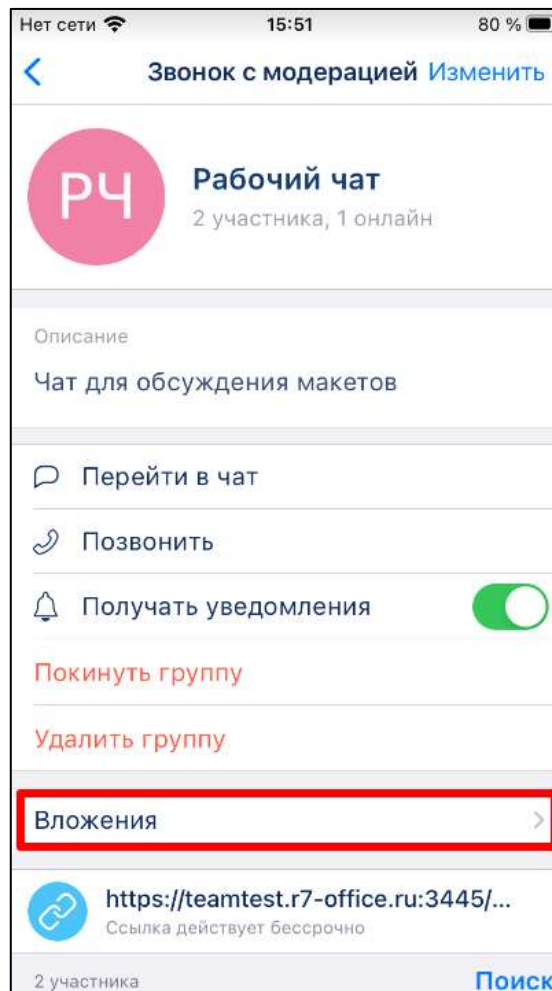 Нет сети 15:51 80 %
Звонок с модерацией Изменить
РЧ
Рабочий чат
2 участника, 1 онлайн
Описание
Чат для обсуждения макетов
Перейти в чат
Позвонить
Получать уведомления
Покинуть группу
Удалить группу
Вложения
https://teamtest.r7-office.ru:3445/...
Ссылка действует бессрочно
2 участника Поиск